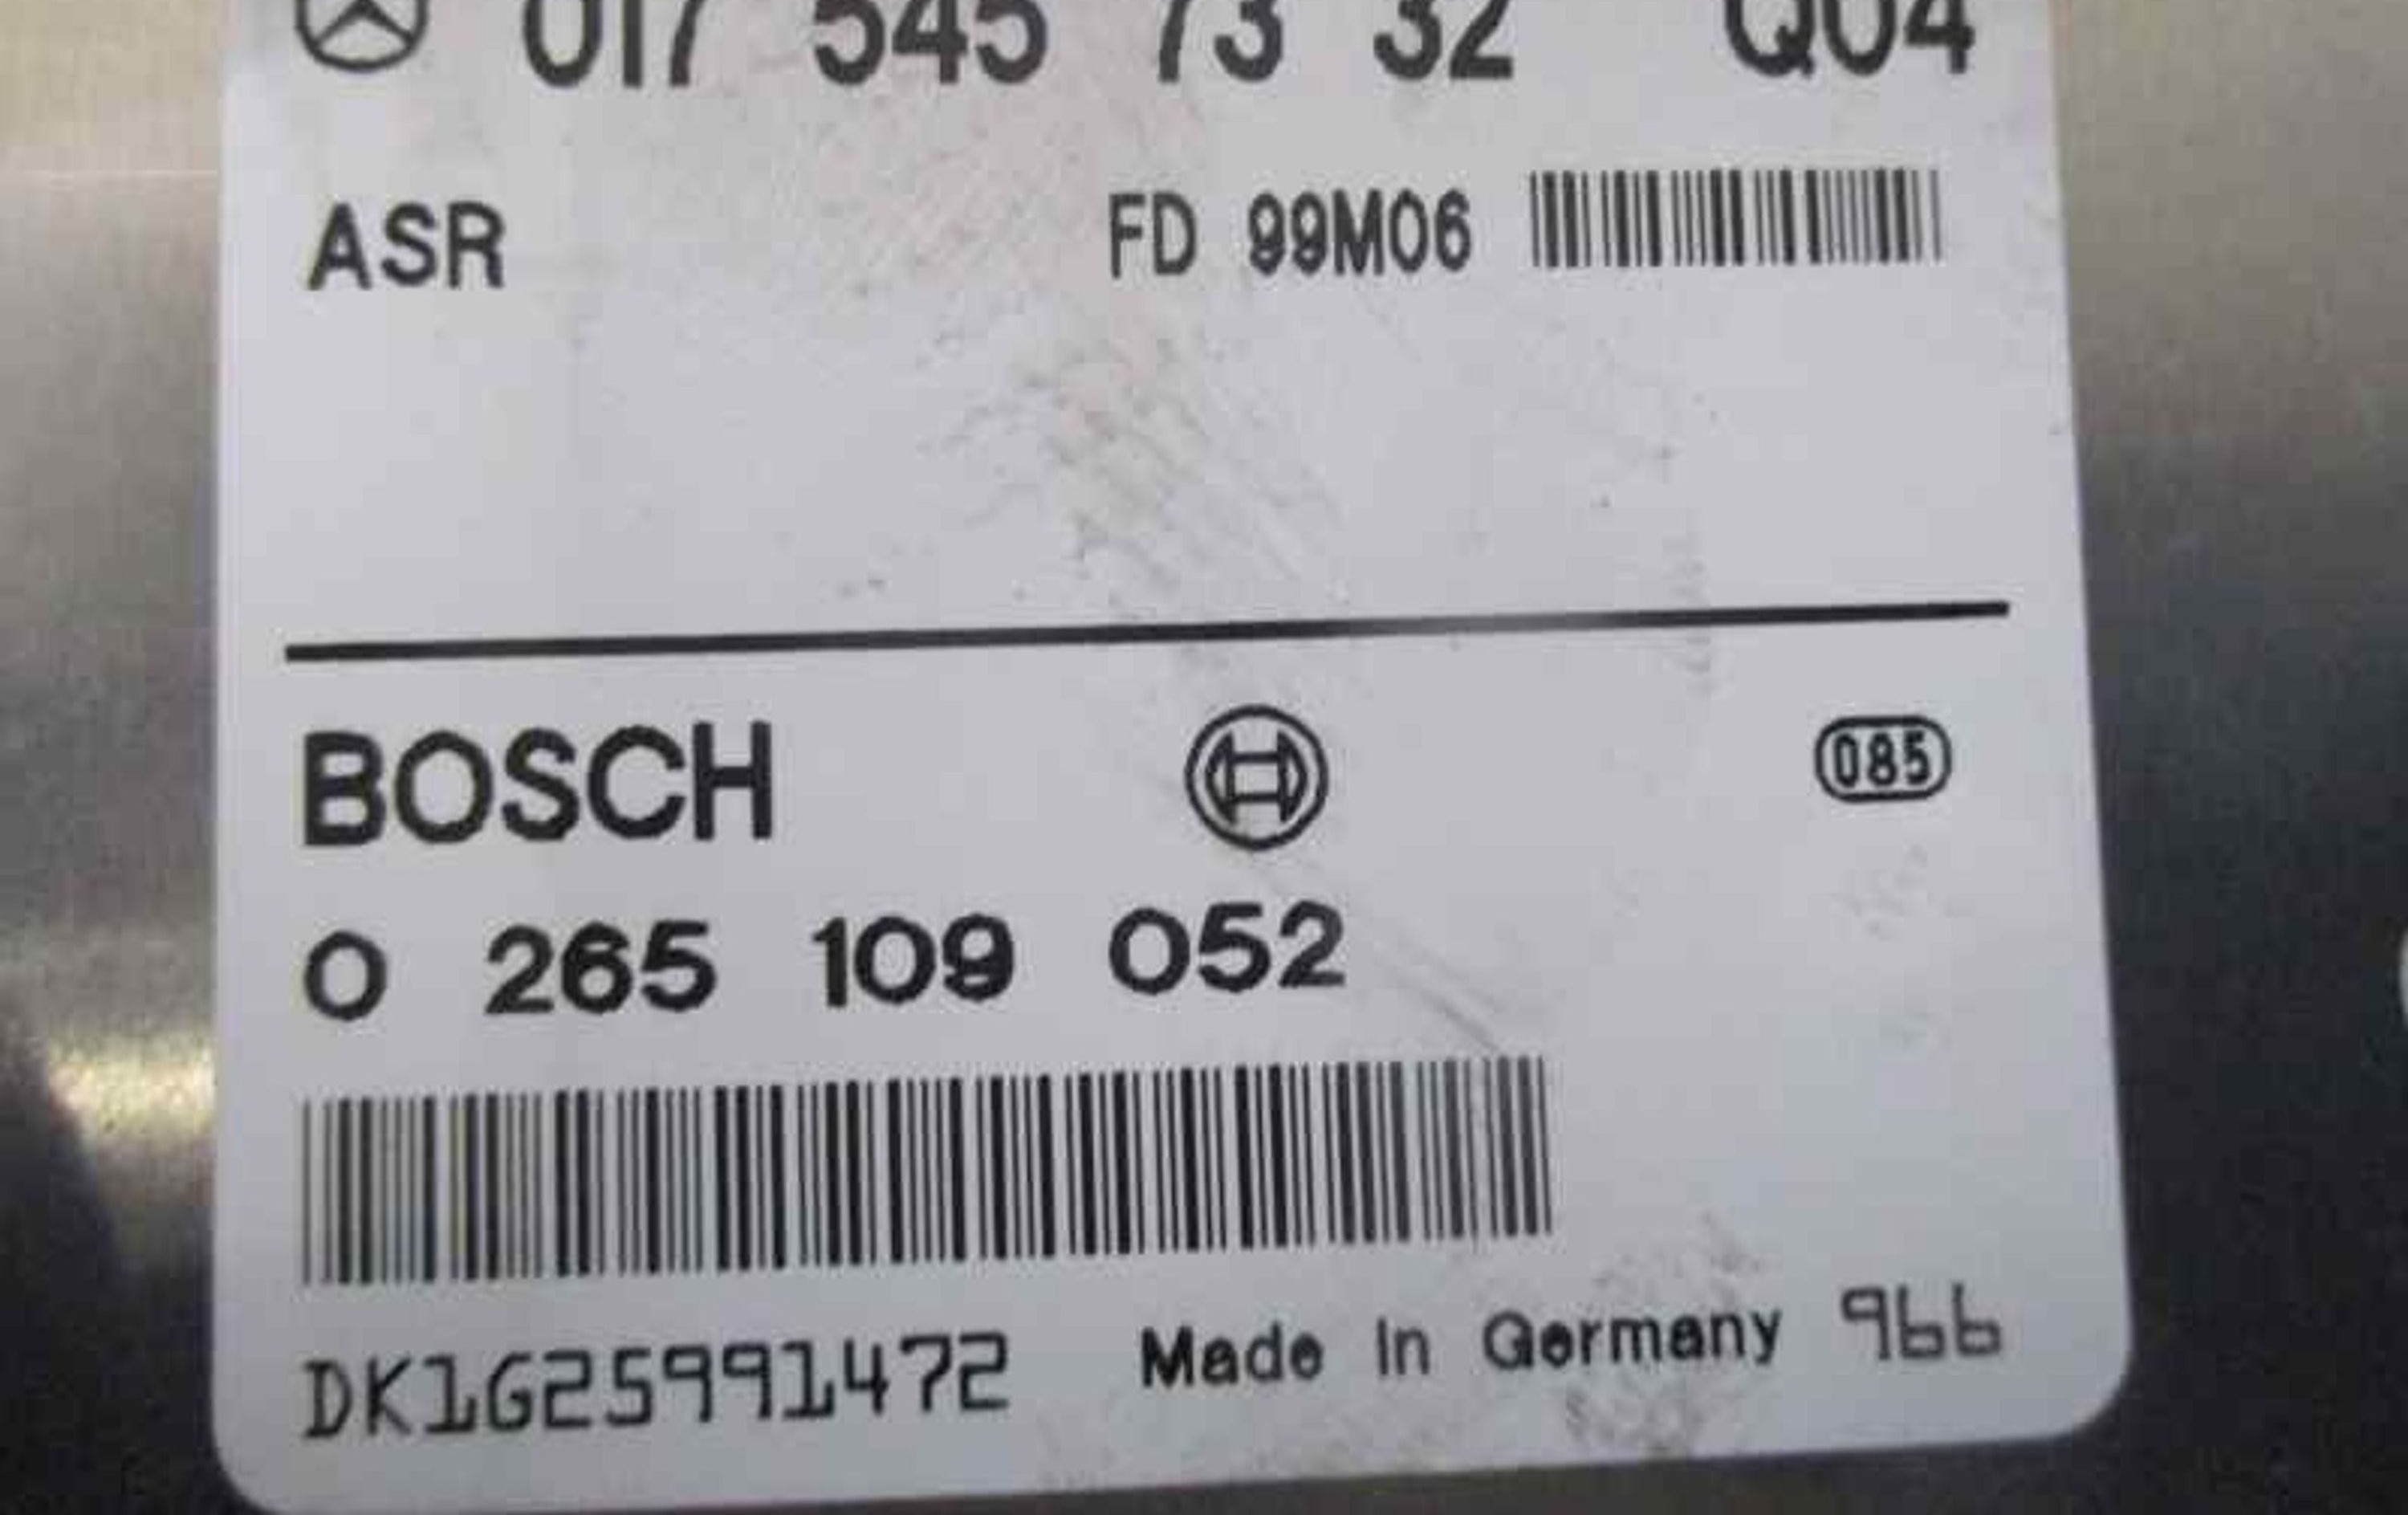 017 545 73 32 Q04
ASR FD 99M06
BOSCH 085
0 265 109 052
DK1G25991472 Made In Germany 966